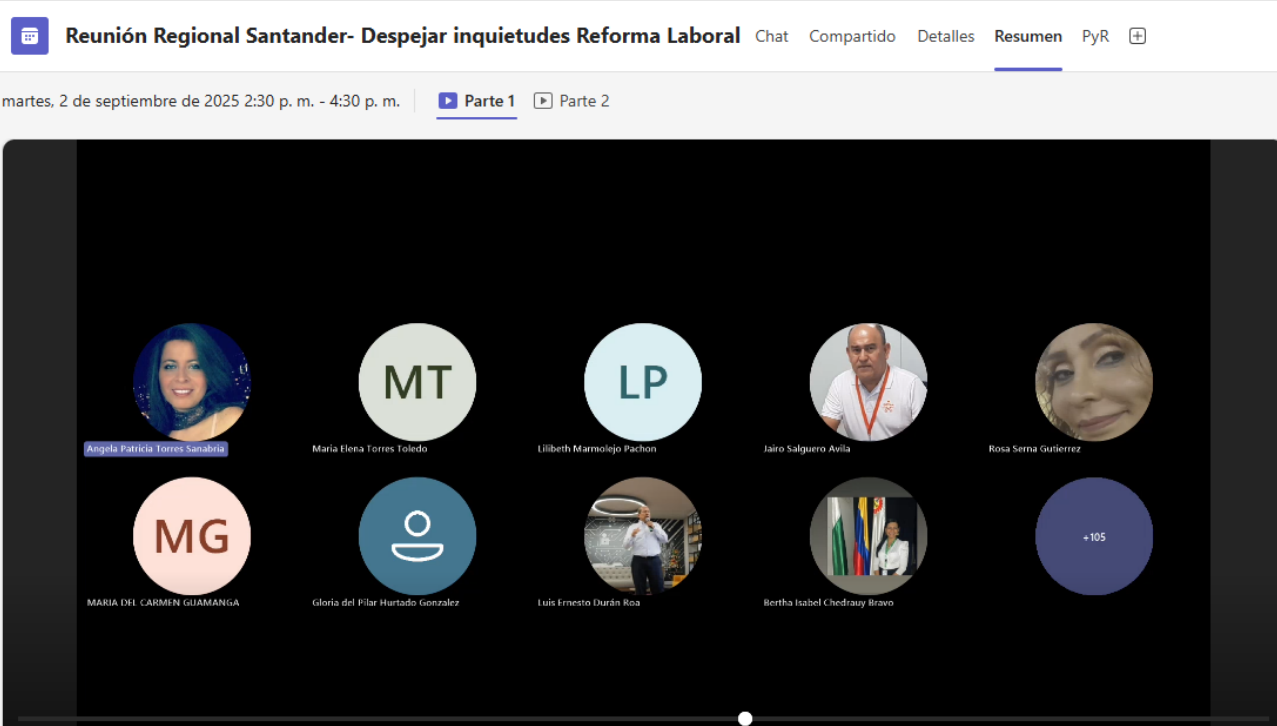 Reunión Regional Santander- Despejar inquietudes Reforma Laboral Chat Compartido Detalles Resumen PyR
martes, 2 de septiembre de 2025 2:30 p. m. - 4:30 p. m. Parte 1 Parte 2
MT LP
Angela Patricia Torres Sanabria Maria Elena Torres Toledo Lilibeth Marmolejo Pachon Jairo Salguero Avila Rosa Serna Gutierrez
MG +105
MARIA DEL CARMEN GUAMANGA Gloria del Pilar Hurtado Gonzalez Luis Ernesto Durán Roa Bertha Isabel Chedrauy Bravo